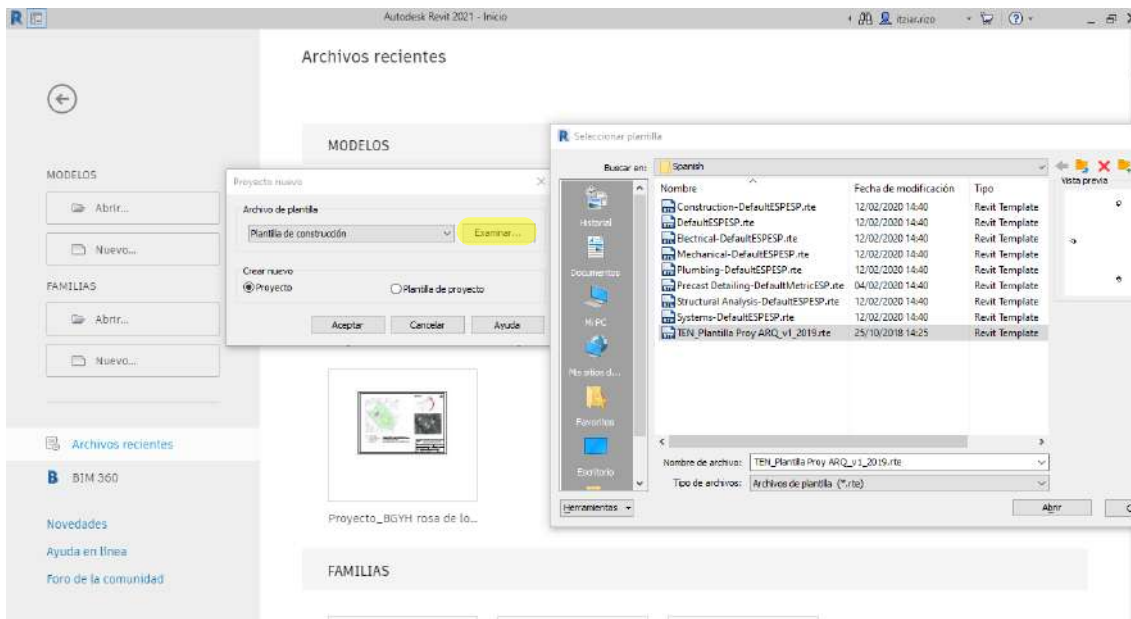 Autodesk Revit 2021 - Inicio
Archivos recientes
MODELOS
Abrir...
Nuevo...
FAMILIAS
Abrir...
Nuevo...
Archivos recientes
BIM 360
Novedades
Ayuda en línea
Foro de la comunidad
MODELOS
Proyecto nuevo
Archivo de plantilla
Plantilla de construcción
Examinar...
Crear nuevo
Proyecto
Plantilla de proyecto
Aceptar
Cancelar
Ayuda
Proyecto_BGYH rosa de lo...
FAMILIAS
Seleccionar plantilla
Buscar en:
Spanish
Vista previa
Historial
Documentos
Mi PC
Mis sitios d...
Favoritos
Escritorio
Nombre Fecha de modificación Tipo
Construction-DefaultESPESP.rte 12/02/2020 14:40 Revit Template
DefaultESPESP.rte 12/02/2020 14:40 Revit Template
Electrical-DefaultESPESP.rte 12/02/2020 14:40 Revit Template
Mechanical-DefaultESPESP.rte 12/02/2020 14:40 Revit Template
Plumbing-DefaultESPESP.rte 12/02/2020 14:40 Revit Template
Precast Detailing-DefaultMetricESP.rte 04/02/2020 14:40 Revit Template
Structural Analysis-DefaultESPESP.rte 12/02/2020 14:40 Revit Template
Systems-DefaultESPESP.rte 12/02/2020 14:40 Revit Template
TEN_Plantilla Proy ARQ_v1_2019.rte 25/10/2018 14:25 Revit Template
Nombre de archivo: TEN_Plantilla Proy ARQ_v1_2019.rte
Tipo de archivos: Archivos de plantilla (*.rte)
Herramientas
Abrir